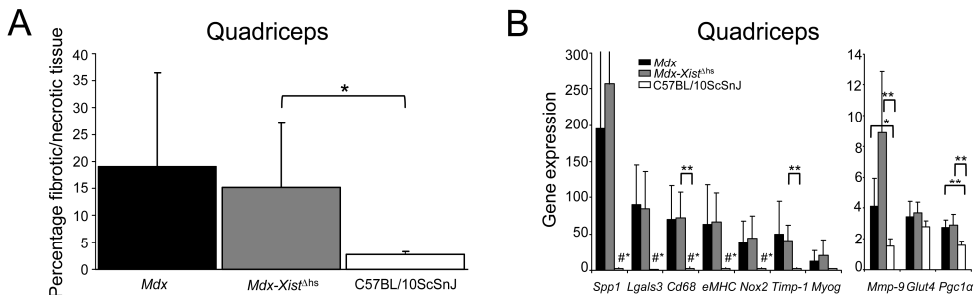 A
Quadriceps
Percentage fibrotic/necrotic tissue
40
35
30
25
20
15
10
5
0
*
Mdx
Mdx-XistΔhs
C57BL/10ScSnJ
B
Quadriceps
Gene expression
300
250
200
150
100
50
0
Mdx
Mdx-XistΔhs
C57BL/10ScSnJ
**
**
#* #* #* #* #* #*
Spp1 Lgals3 Cd68 eMHC Nox2 Timp-1 Myog
14
12
10
8
6
4
2
0
**
*
**
**
Mmp-9 Glut4 Pgc1α